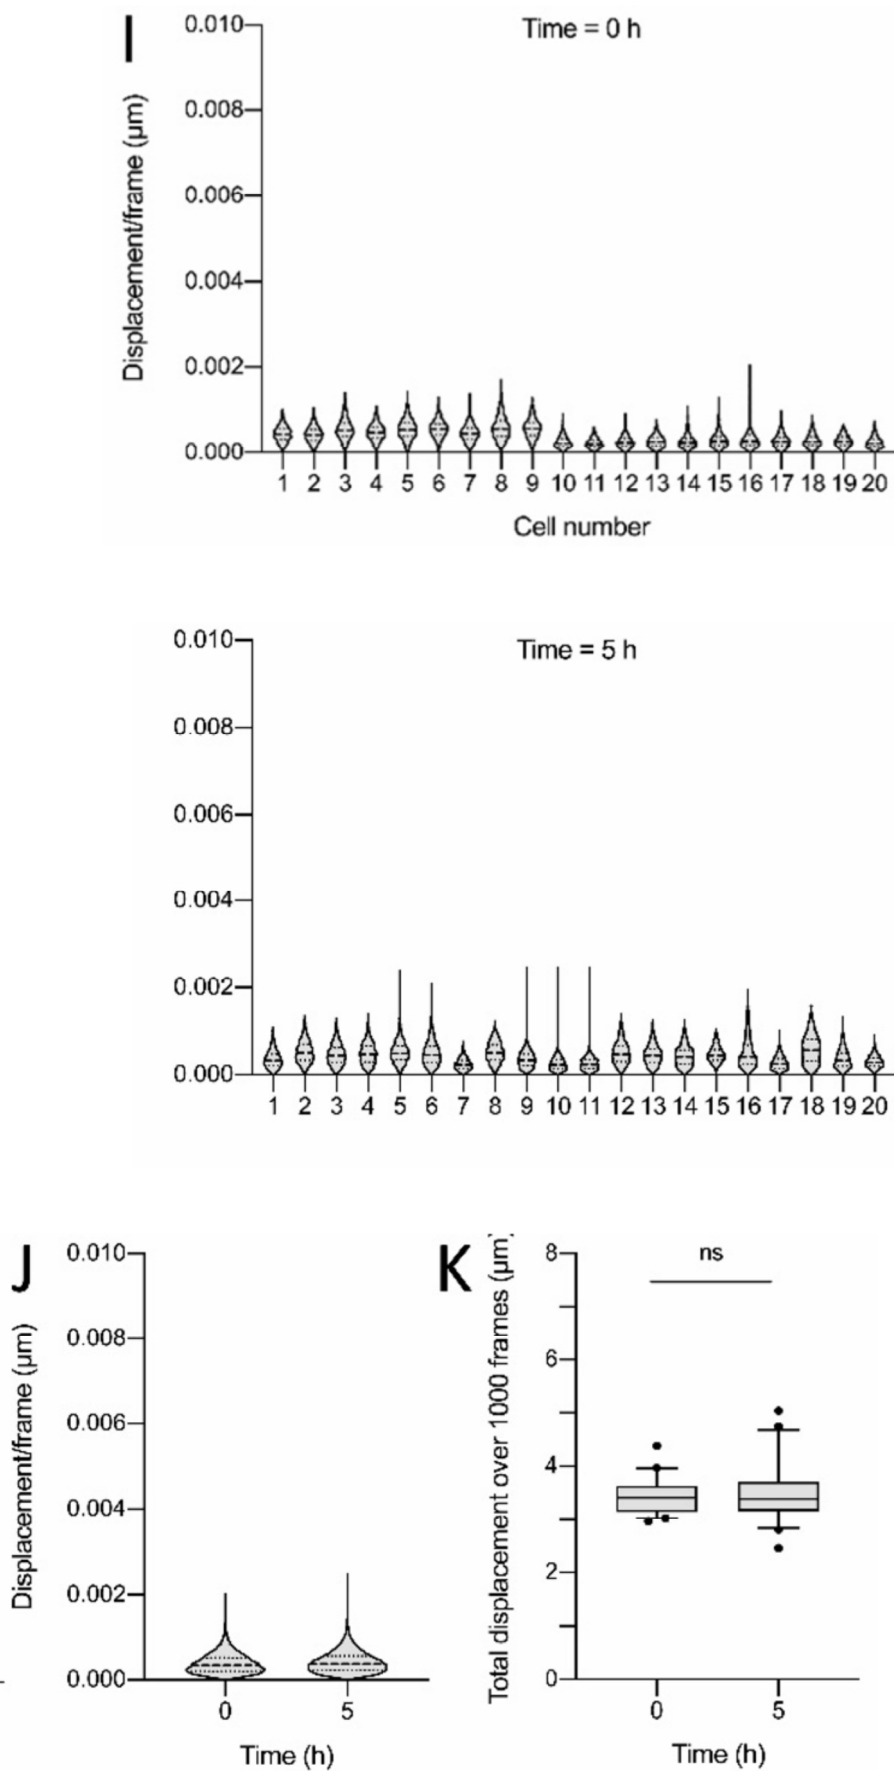 I
Time = 0 h
Displacement/frame (µm)
0.010
0.008
0.006
0.004
0.002
0.000
1 2 3 4 5 6 7 8 9 10 11 12 13 14 15 16 17 18 19 20
Cell number
Time = 5 h
0.010
0.008
0.006
0.004
0.002
0.000
1 2 3 4 5 6 7 8 9 10 11 12 13 14 15 16 17 18 19 20
J
Displacement/frame (µm)
0.010
0.008
0.006
0.004
0.002
0.000
0 5
Time (h)
K
Total displacement over 1000 frames (µm)
ns
8
6
4
2
0
0 5
Time (h)